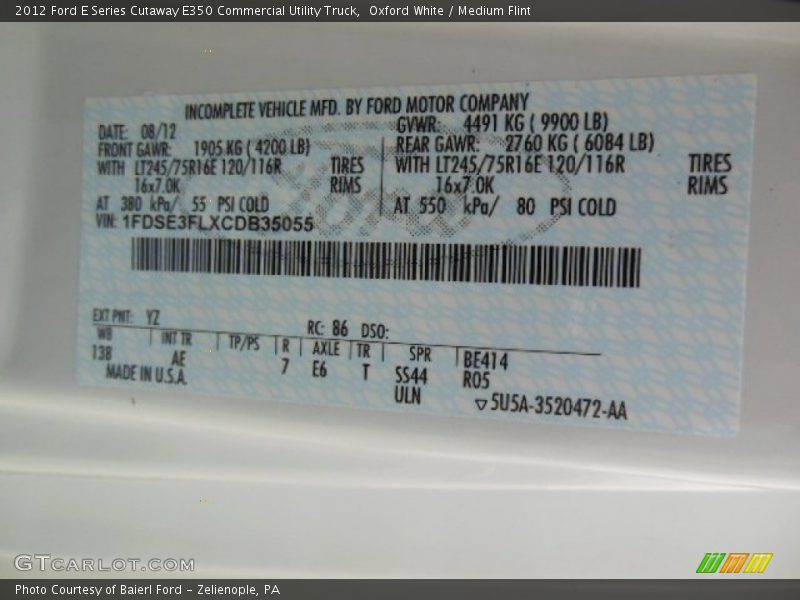 2012 Ford E Series Cutaway E350 Commercial Utility Truck,  Oxford White / Medium Flint
INCOMPLETE VEHICLE MFD. BY FORD MOTOR COMPANY
DATE: 08/12 GVWR: 4491 KG ( 9900 LB)
FRONT GAWR: 1905 KG ( 4200 LB) REAR GAWR: 2760 KG ( 6084 LB)
WITH LT245/75R16E 120/116R TIRES WITH LT245/75R16E 120/116R TIRES
16x7.0K RIMS 16x7.0K RIMS
AT 380 kPa/ 55 PSI COLD AT 550 kPa/ 80 PSI COLD
VIN: 1FDSE3FLXCDB35055
EXT PNT: YZ RC: 86 DSO:
WB INT TR TP/PS R AXLE TR SPR BE414
138 AE 7 E6 T SS44 R05
MADE IN U.S.A. ULN ▽5U5A-3520472-AA
GTCARLOT.COM
Photo Courtesy of Baierl Ford – Zelienople, PA